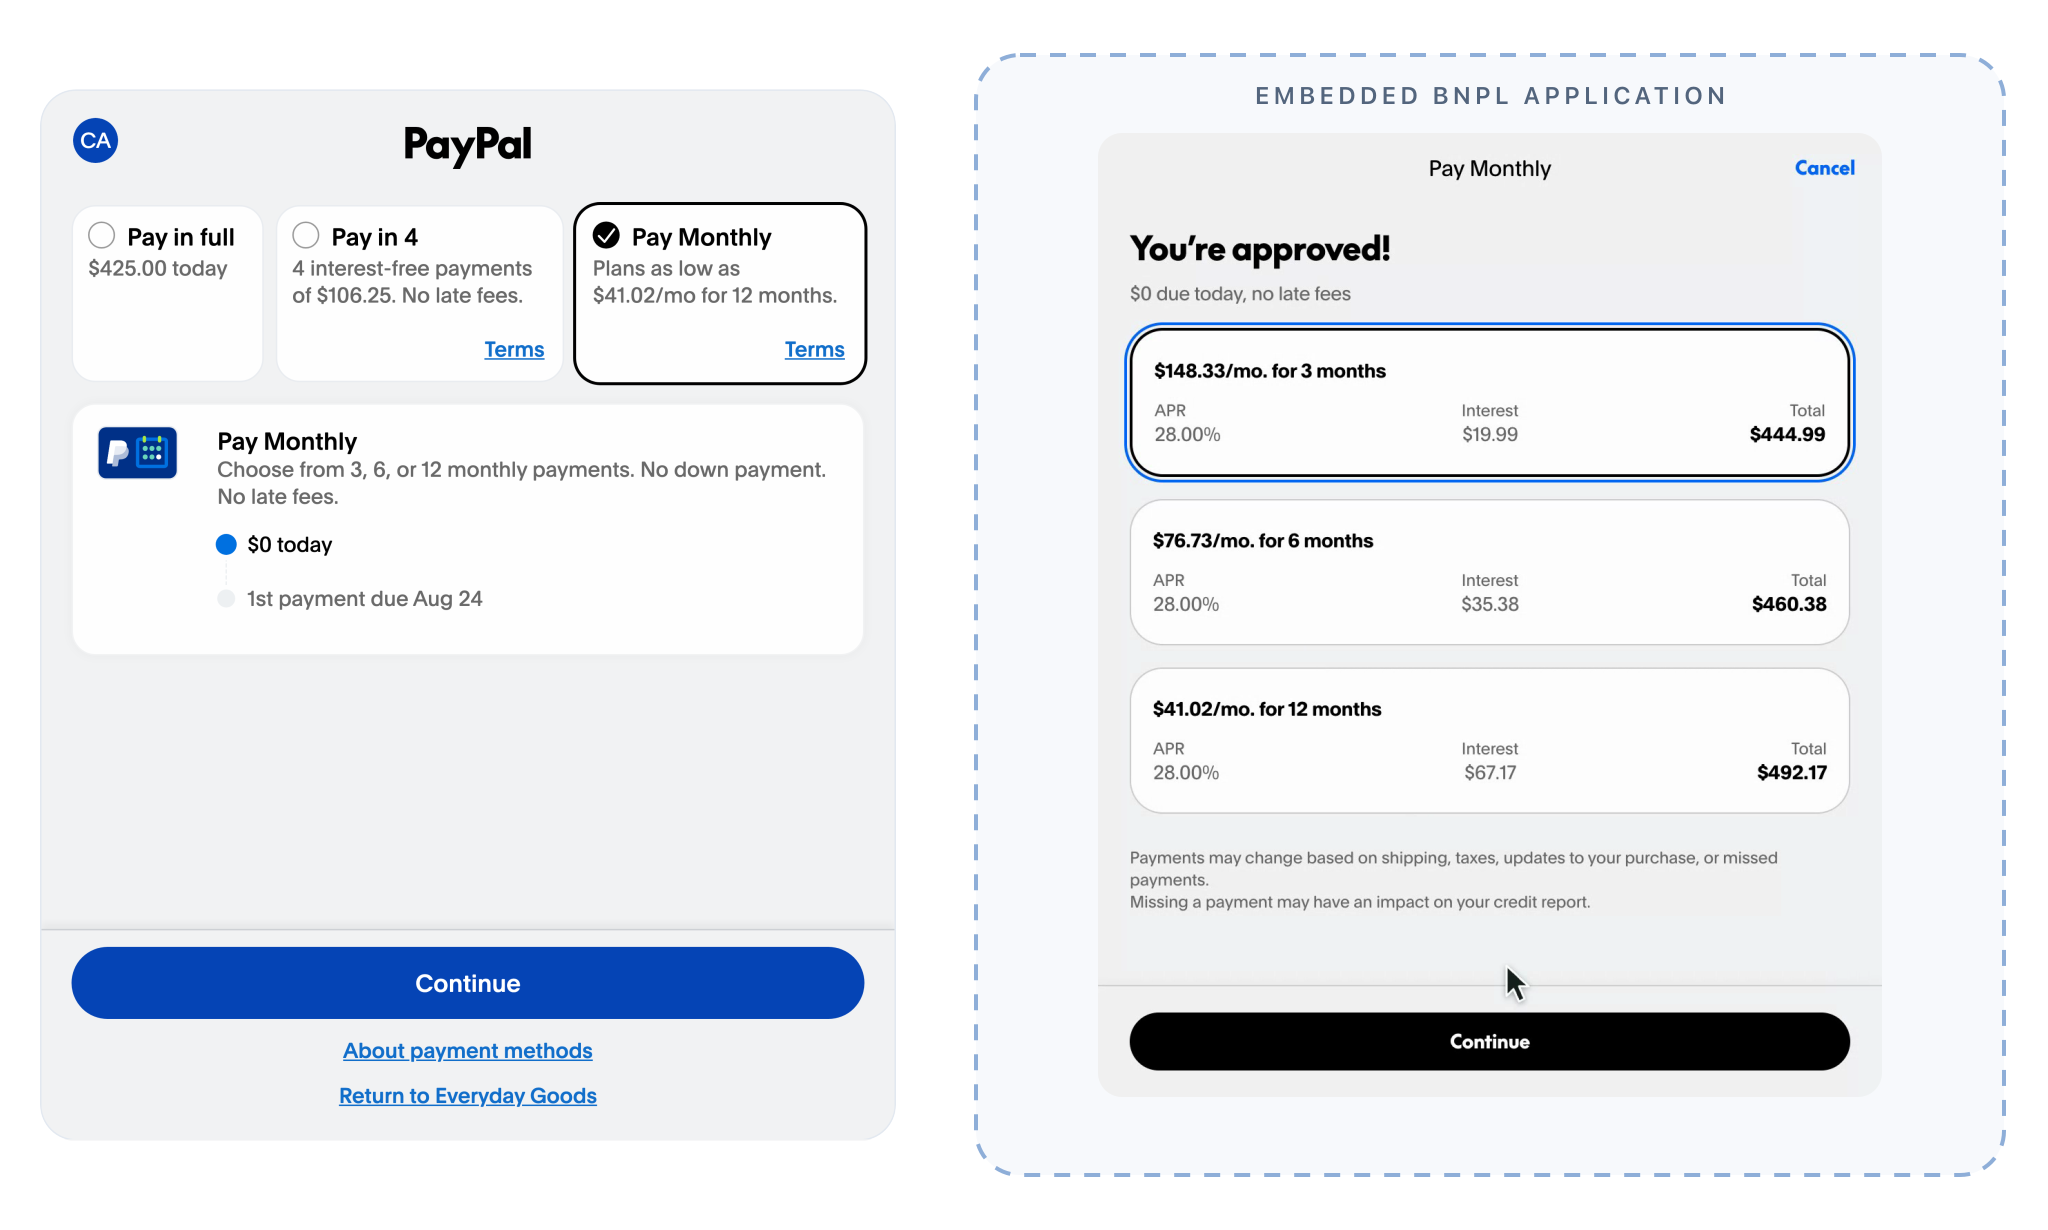 CA
PayPal
Pay in full
$425.00 today
Pay in 4
4 interest-free payments
of $106.25. No late fees.
Terms
Pay Monthly
Plans as low as
$41.02/mo for 12 months.
Terms
Pay Monthly
Choose from 3, 6, or 12 monthly payments. No down payment.
No late fees.
$0 today
1st payment due Aug 24
Continue
About payment methods
Return to Everyday Goods
EMBEDDED BNPL APPLICATION
Pay Monthly
Cancel
You're approved!
$0 due today, no late fees
$148.33/mo. for 3 months
APR Interest Total
28.00% $19.99 $444.99
$76.73/mo. for 6 months
APR Interest Total
28.00% $35.38 $460.38
$41.02/mo. for 12 months
APR Interest Total
28.00% $67.17 $492.17
Payments may change based on shipping, taxes, updates to your purchase, or missed
payments.
Missing a payment may have an impact on your credit report.
Continue